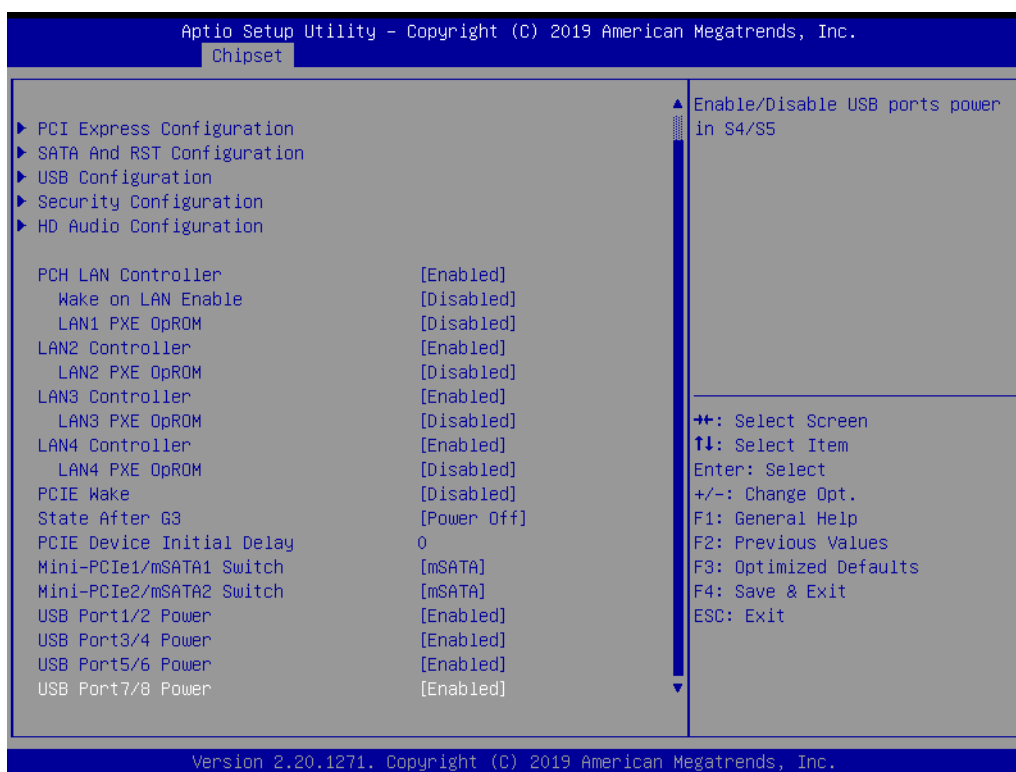 Aptio Setup Utility – Copyright (C) 2019 American Megatrends, Inc.
Chipset
PCI Express Configuration
SATA And RST Configuration
USB Configuration
Security Configuration
HD Audio Configuration
PCH LAN Controller [Enabled]
Wake on LAN Enable [Disabled]
LAN1 PXE OpROM [Disabled]
LAN2 Controller [Enabled]
LAN2 PXE OpROM [Disabled]
LAN3 Controller [Enabled]
LAN3 PXE OpROM [Disabled]
LAN4 Controller [Enabled]
LAN4 PXE OpROM [Disabled]
PCIE Wake [Disabled]
State After G3 [Power Off]
PCIE Device Initial Delay 0
Mini-PCIe1/mSATA1 Switch [mSATA]
Mini-PCIe2/mSATA2 Switch [mSATA]
USB Port1/2 Power [Enabled]
USB Port3/4 Power [Enabled]
USB Port5/6 Power [Enabled]
USB Port7/8 Power [Enabled]
Enable/Disable USB ports power
in S4/S5
→←: Select Screen
↑↓: Select Item
Enter: Select
+/-: Change Opt.
F1: General Help
F2: Previous Values
F3: Optimized Defaults
F4: Save & Exit
ESC: Exit
Version 2.20.1271. Copyright (C) 2019 American Megatrends, Inc.